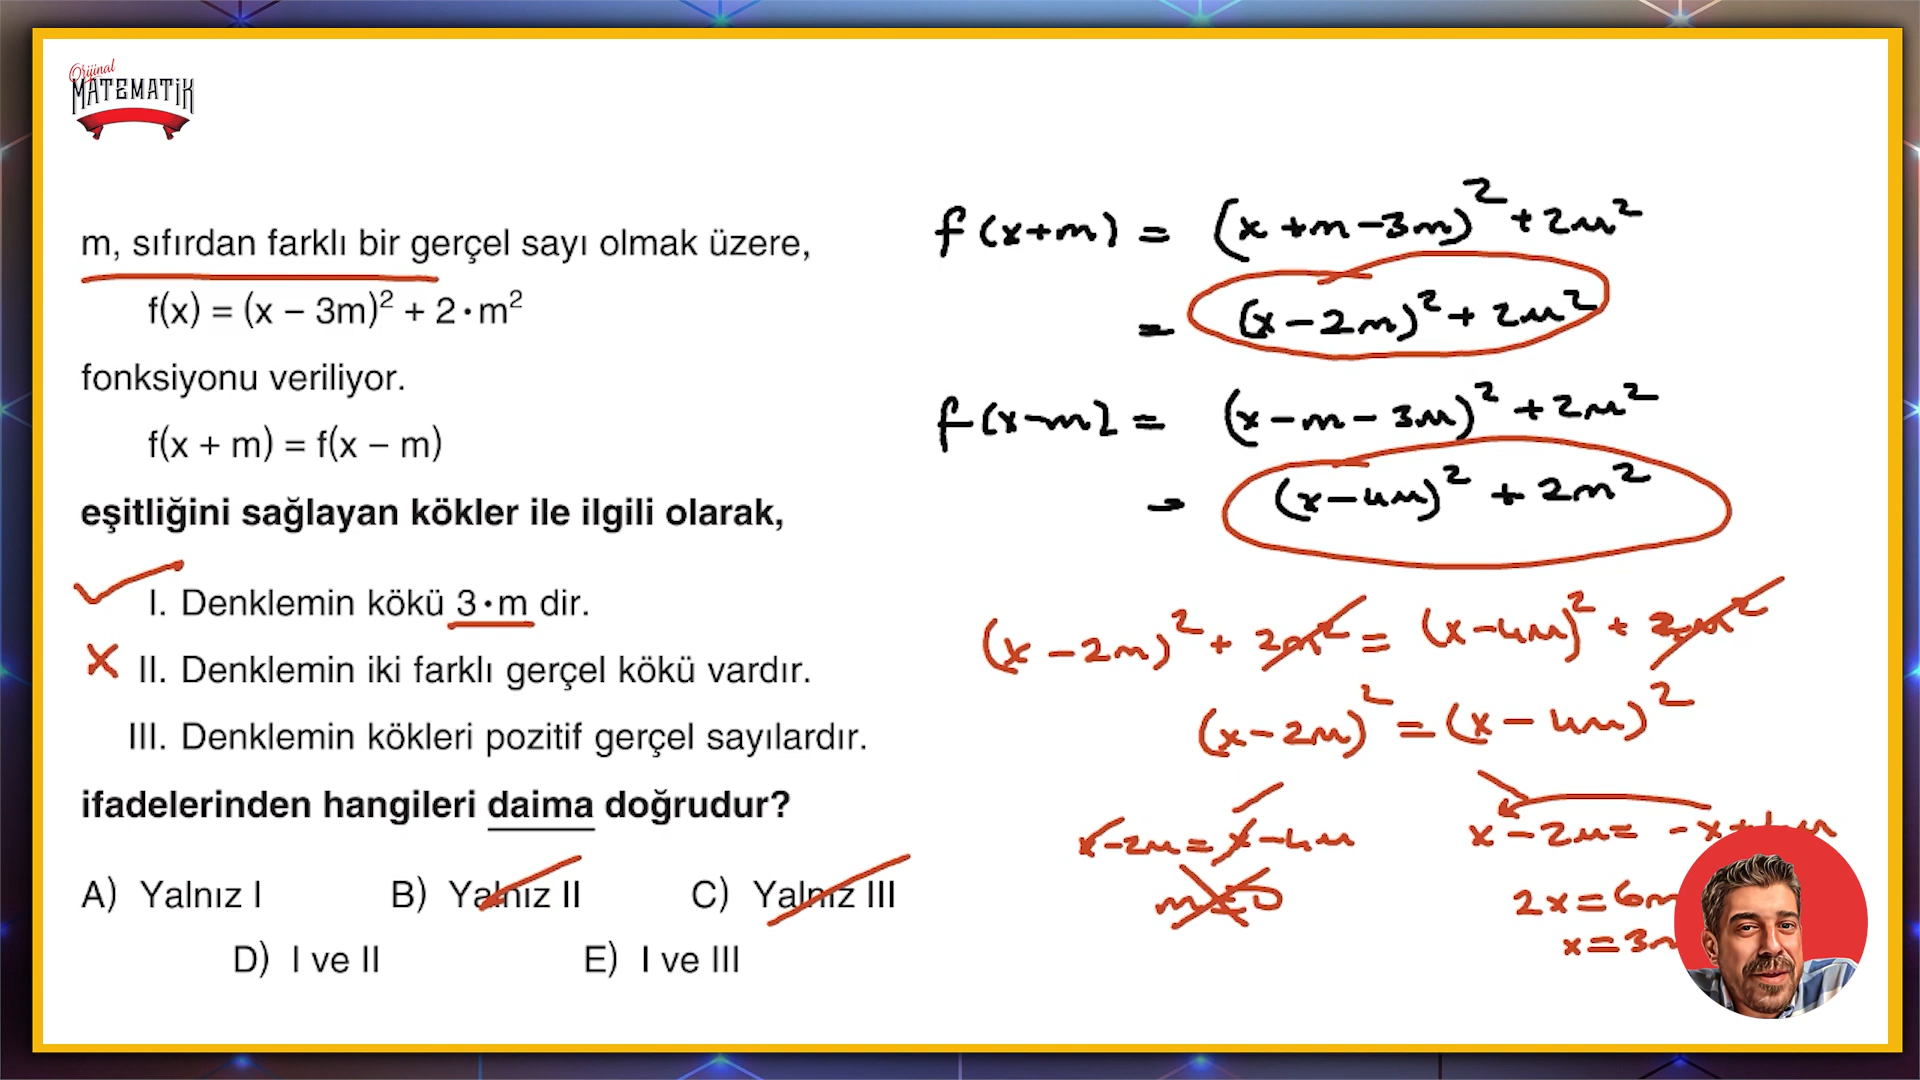 Orijinal
MATEMATİK
m, sıfırdan farklı bir gerçel sayı olmak üzere,
f(x) = (x – 3m)² + 2·m²
fonksiyonu veriliyor.
f(x + m) = f(x – m)
eşitliğini sağlayan kökler ile ilgili olarak,
I. Denklemin kökü 3·m dir.
II. Denklemin iki farklı gerçel kökü vardır.
III. Denklemin kökleri pozitif gerçel sayılardır.
ifadelerinden hangileri daima doğrudur?
A) Yalnız I B) Yalnız II C) Yalnız III
D) I ve II E) I ve III
f(x+m) = (x+m-3m)²+2m²
= (x-2m)²+2m²
f(x-m) = (x-m-3m)²+2m²
= (x-4m)²+2m²
(x-2m)²+2m² = (x-4m)²+2m²
(x-2m)² = (x-4m)²
x-2m = x-4m x-2m = -x+4m
m=0 2x=6m
x=3m